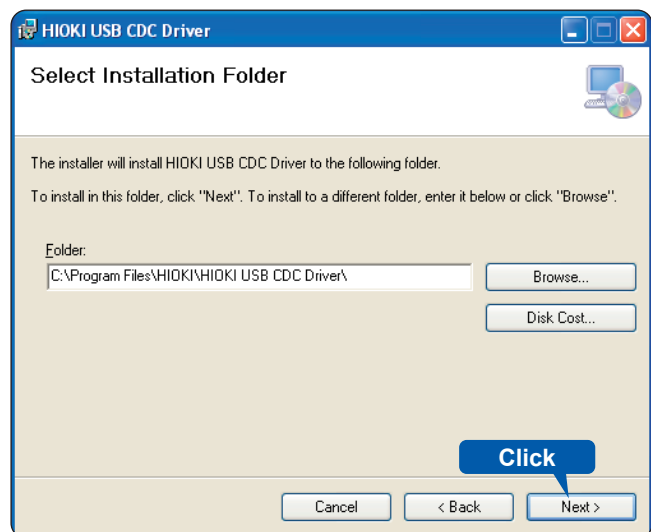 HIOKI USB CDC Driver
Select Installation Folder
The installer will install HIOKI USB CDC Driver to the following folder.
To install in this folder, click "Next". To install to a different folder, enter it below or click "Browse".
Folder:
C:\Program Files\HIOKI\HIOKI USB CDC Driver\
Browse...
Disk Cost...
Click
Cancel
< Back
Next >